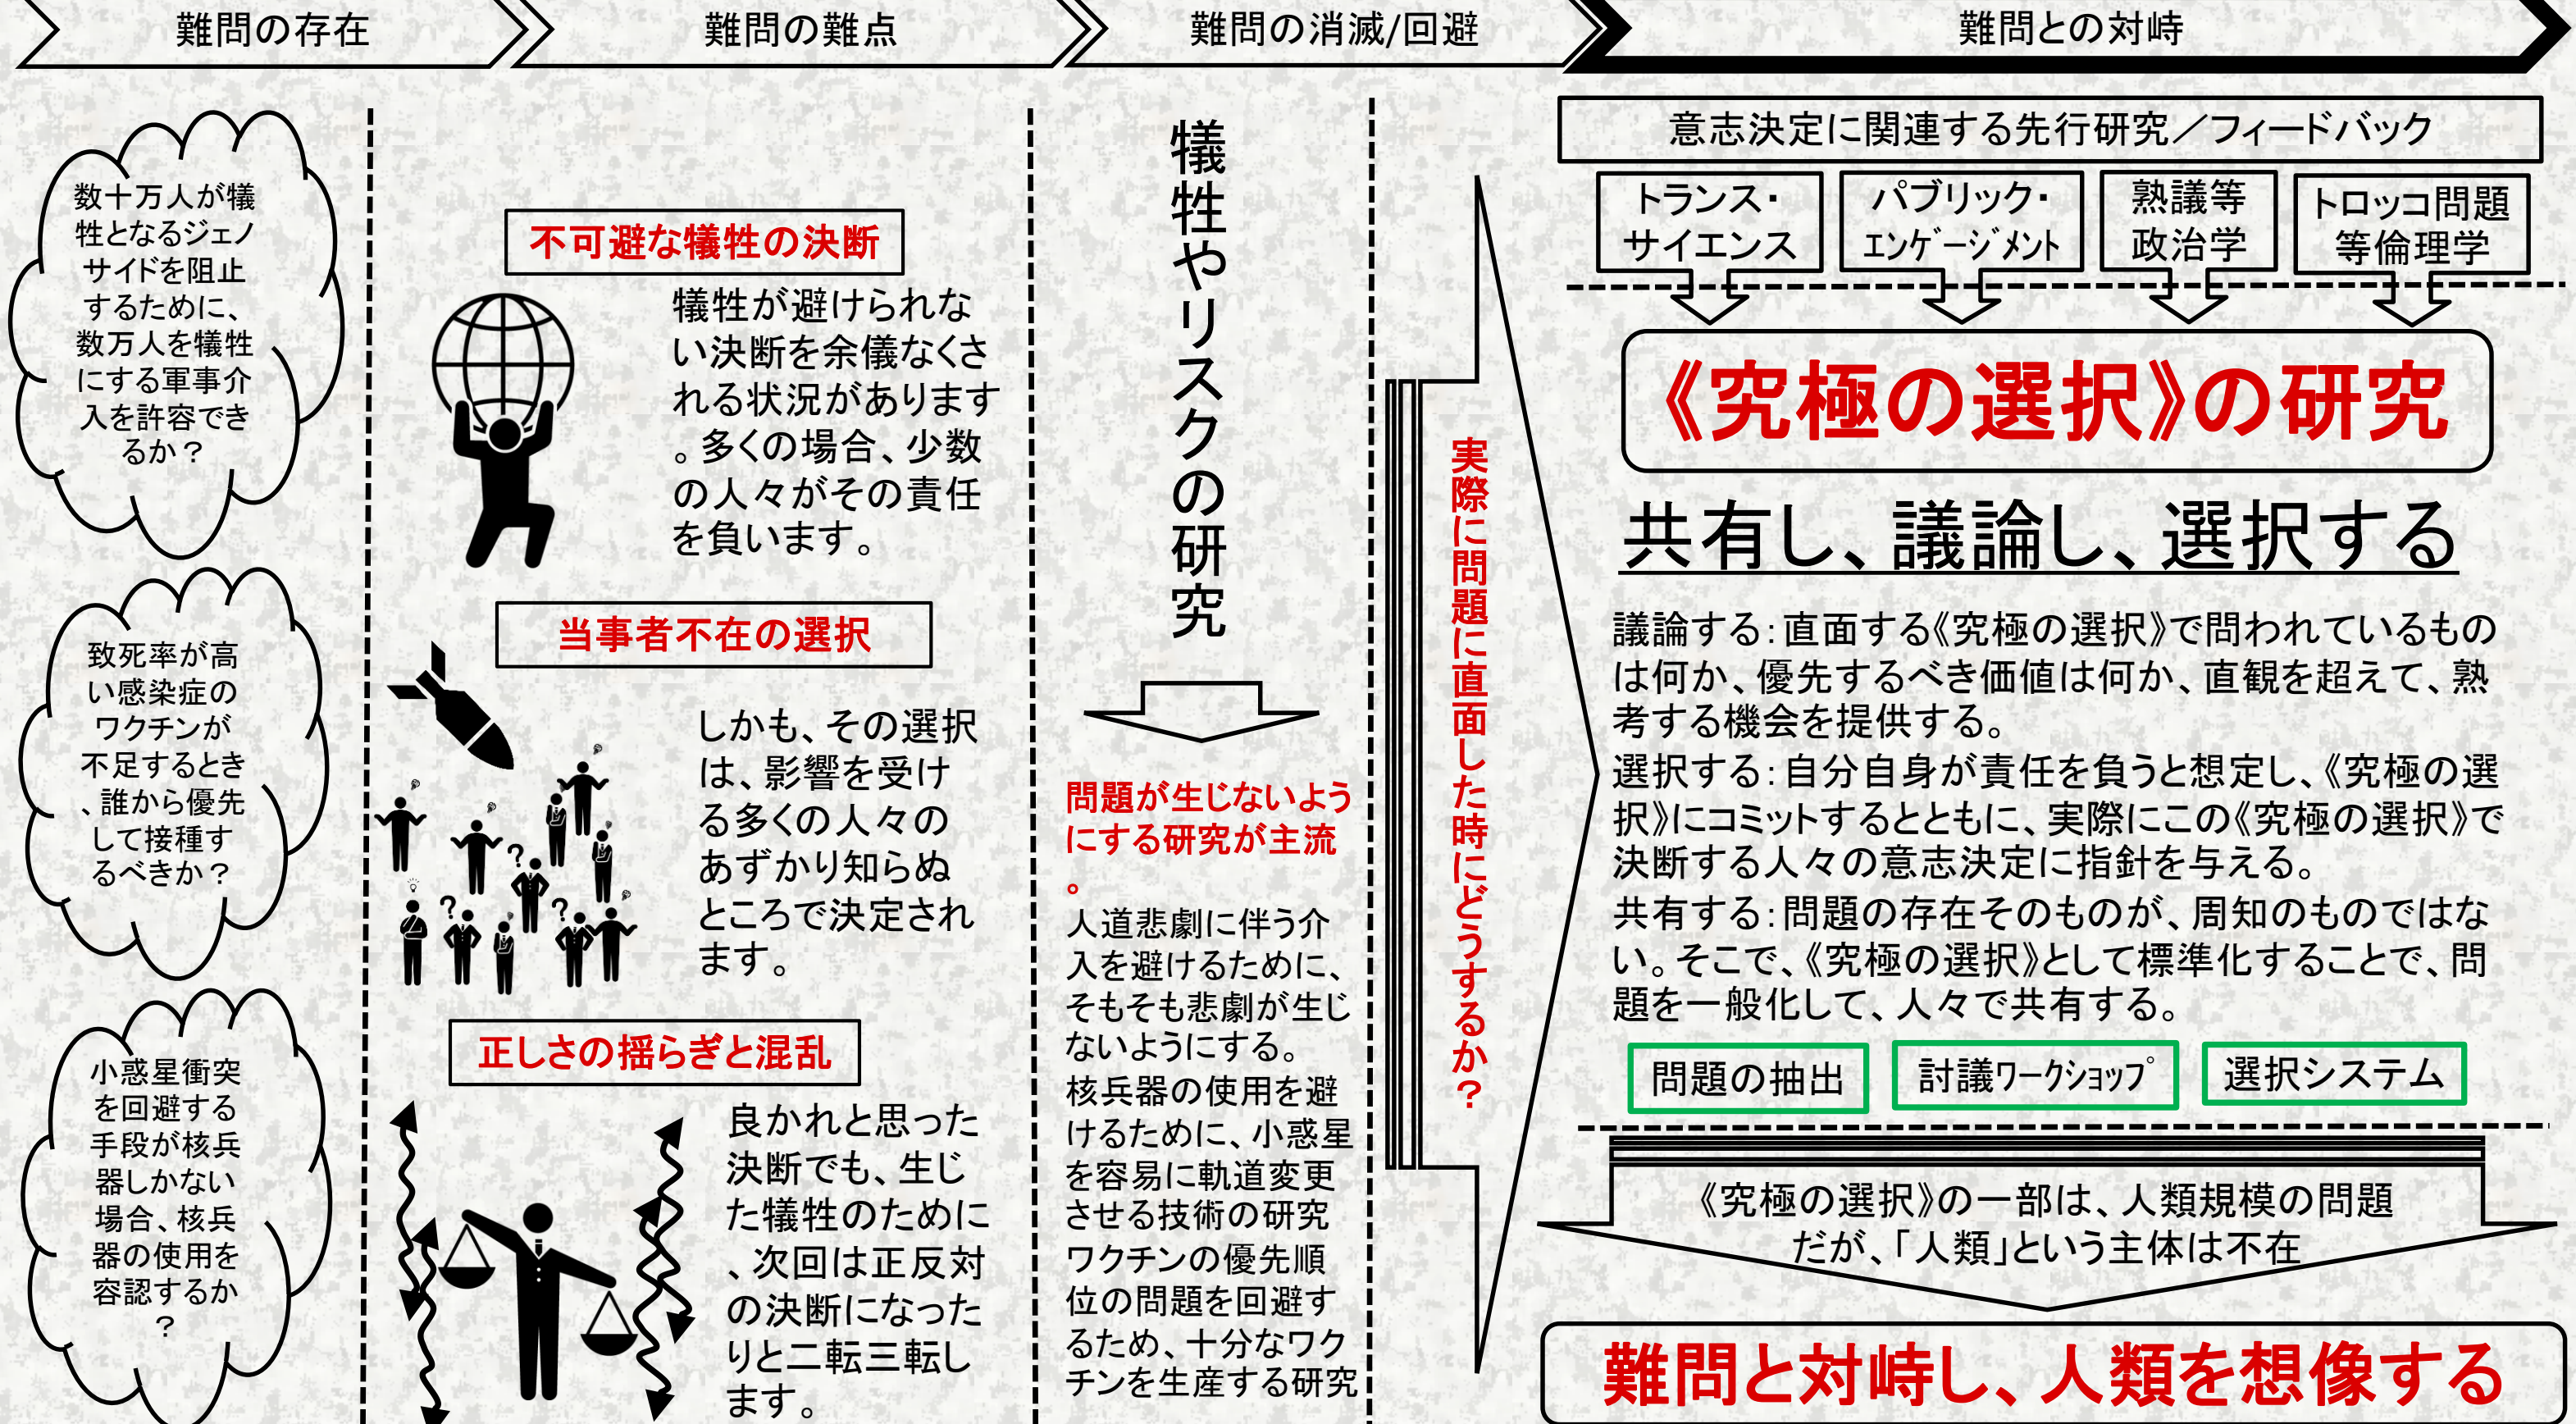 難問の存在
難問の難点
難問の消滅/回避
難問との対峙
数十万人が犠
牲となるジェノ
サイドを阻止
するために、
数万人を犠牲
にする軍事介
入を許容でき
るか？
致死率が高
い感染症の
ワクチンが
不足するとき
、誰から優先
して接種す
るべきか？
小惑星衝突
を回避する
手段が核兵
器しかない
場合、核兵
器の使用を
容認するか
？
不可避な犠牲の決断
犠牲が避けられな
い決断を余儀なくさ
れる状況があります
。多くの場合、少数
の人々がその責任
を負います。
当事者不在の選択
しかも、その選択
は、影響を受け
る多くの人々の
あずかり知らぬ
ところで決定され
ます。
?
?
?
正しさの揺らぎと混乱
良かれと思った
決断でも、生じ
た犠牲のために
、次回は正反対
の決断になった
りと二転三転し
ます。
犠牲やリスクの研究
問題が生じないよう
にする研究が主流
。
人道悲劇に伴う介
入を避けるために、
そもそも悲劇が生じ
ないようにする。
核兵器の使用を避
けるために、小惑星
を容易に軌道変更
させる技術の研究
ワクチンの優先順
位の問題を回避す
るため、十分なワク
チンを生産する研究
実際に問題に直面した時にどうするか？
意志決定に関連する先行研究／フィードバック
トランス・
サイエンス
パブリック・
ｴﾝｹﾞｰｼﾞﾒﾝﾄ
熟議等
政治学
トロッコ問題
等倫理学
《究極の選択》の研究
共有し、議論し、選択する
議論する：直面する《究極の選択》で問われているもの
は何か、優先するべき価値は何か、直観を超えて、熟
考する機会を提供する。
選択する：自分自身が責任を負うと想定し、《究極の選
択》にコミットするとともに、実際にこの《究極の選択》で
決断する人々の意志決定に指針を与える。
共有する：問題の存在そのものが、周知のものではな
い。そこで、《究極の選択》として標準化することで、問
題を一般化して、人々で共有する。
問題の抽出
討議ﾜｰｸｼｮｯﾌﾟ
選択システム
《究極の選択》の一部は、人類規模の問題
だが、「人類」という主体は不在
難問と対峙し、人類を想像する